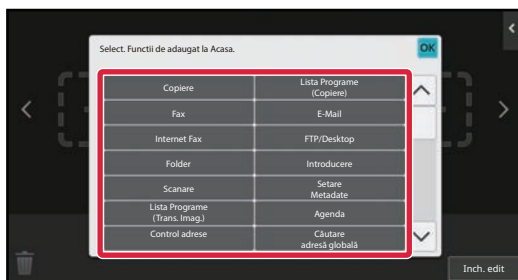 Select. Functii de adaugat la Acasa.
OK
Copiere
Lista Programe
(Copiere)
Fax
E-Mail
Internet Fax
FTP/Desktop
Folder
Introducere
Scanare
Setare
Metadate
Lista Programe
(Trans. Imag.)
Agenda
Control adrese
Căutare
adresă globală
Inch. edit